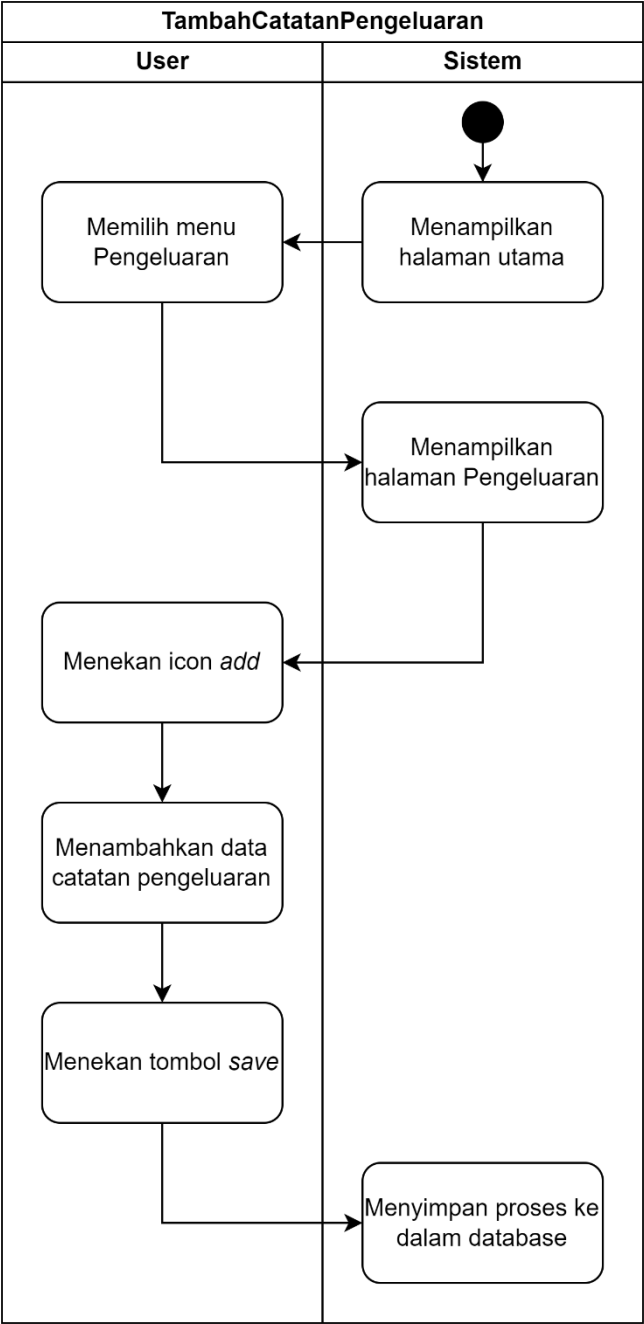 TambahCatatanPengeluaran
User
Sistem
Menampilkan
halaman utama
Memilih menu
Pengeluaran
Menampilkan
halaman Pengeluaran
Menekan icon add
Menambahkan data
catatan pengeluaran
Menekan tombol save
Menyimpan proses ke
dalam database